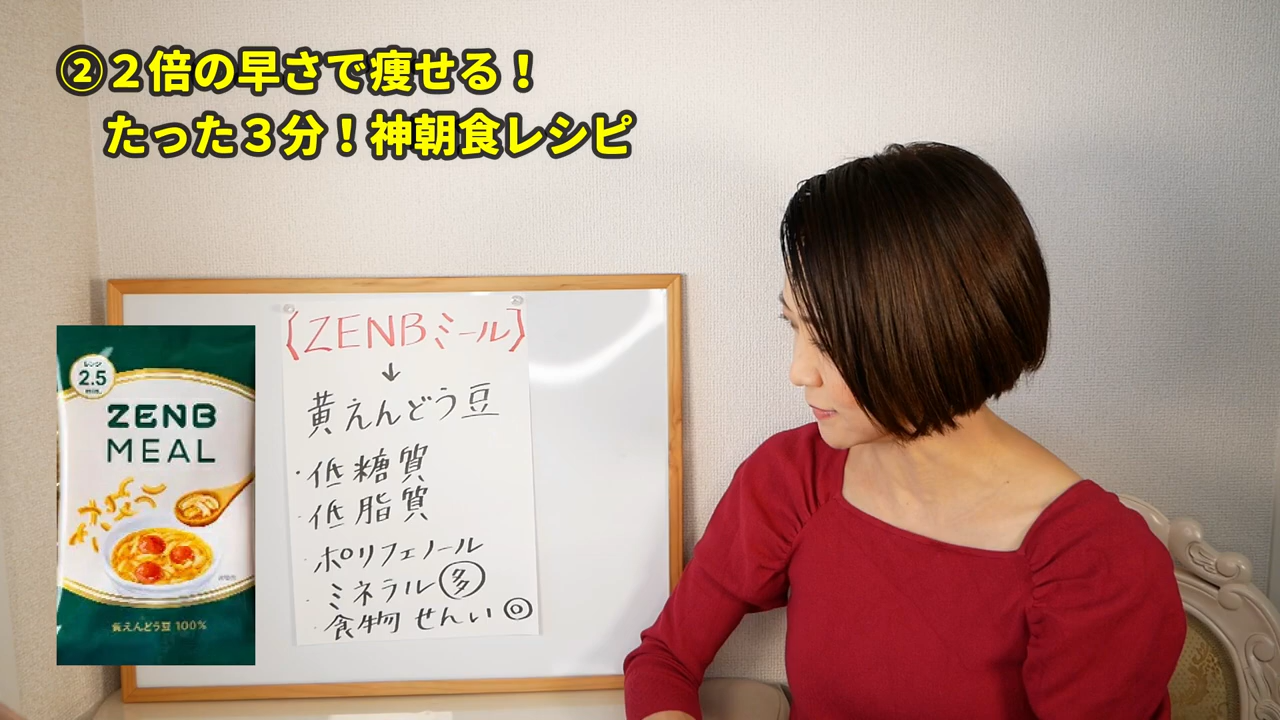 ②２倍の早さで痩せる！
たった３分！神朝食レシピ
レンジ
2.5
ZENB
MEAL
黄えんどう豆 100%
【ZENBミール】
↓
黄えんどう豆
・低糖質
・低脂質
・ポリフェノール
・ミネラル多
・食物せんい◎